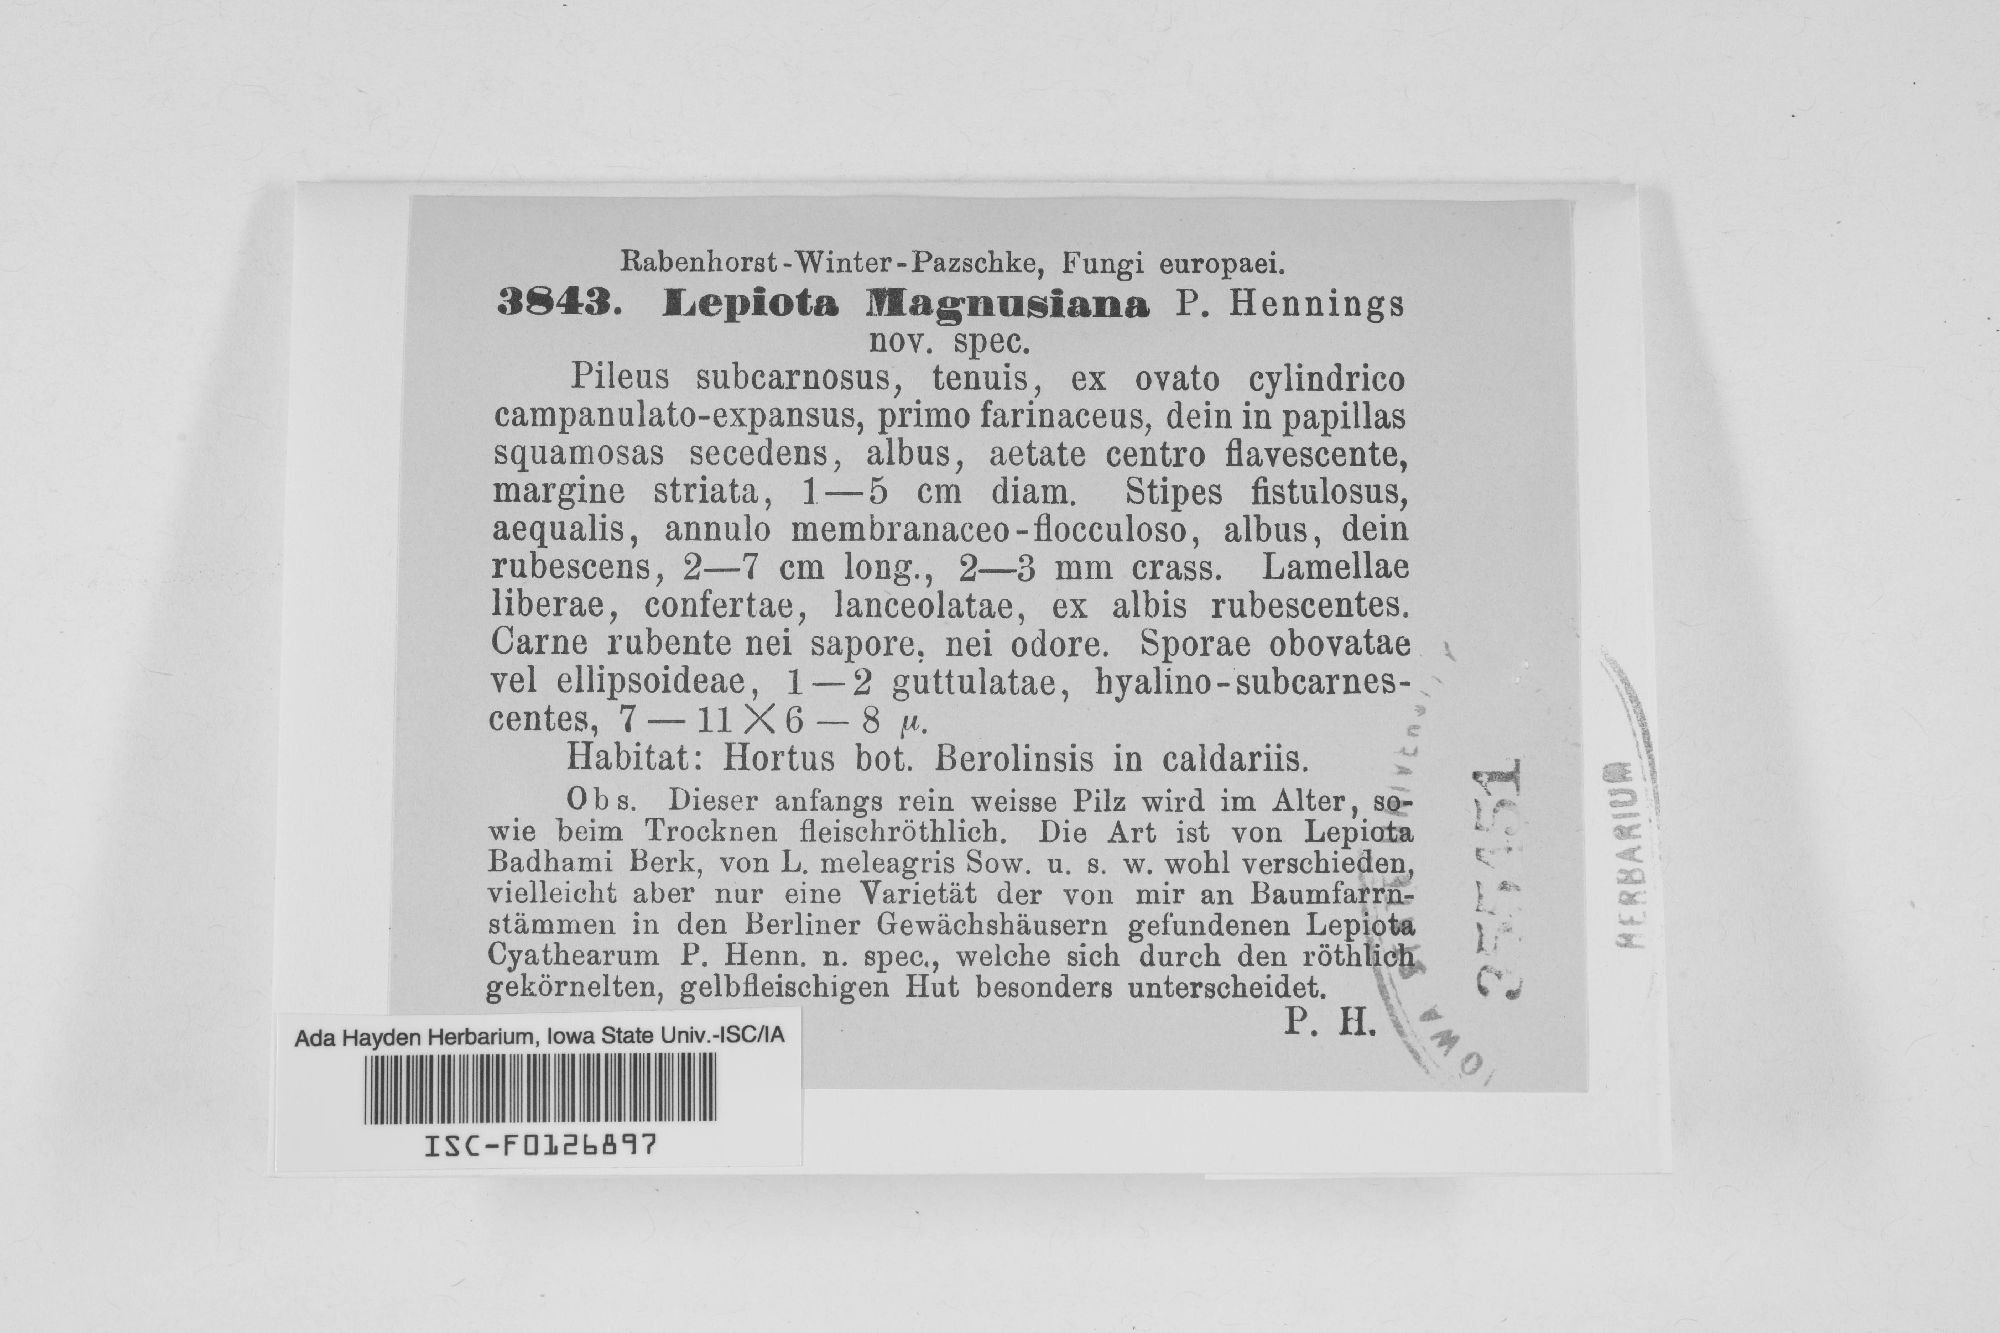 Rabenhorst-Winter-Pazschke, Fungi europaei.
3843. Lepiota Magnusiana P. Hennings
nov. spec.
Pileus subcarnosus, tenuis, ex ovato cylindrico
campanulato-expansus, primo farinaceus, dein in papillas
squamosas secedens, albus, aetate centro flavescente,
margine striata, 1—5 cm diam. Stipes fistulosus,
aequalis, annulo membranaceo-flocculoso, albus, dein
rubescens, 2—7 cm long., 2—3 mm crass. Lamellae
liberae, confertae, lanceolatae, ex albis rubescentes.
Carne rubente nei sapore, nei odore. Sporae obovatae
vel ellipsoideae, 1—2 guttulatae, hyalino-subcarnes-
centes, 7—11×6—8 µ.
Habitat: Hortus bot. Berolinsis in caldariis.
Obs. Dieser anfangs rein weisse Pilz wird im Alter, so-
wie beim Trocknen fleischröthlich. Die Art ist von Lepiota
Badhami Berk, von L. meleagris Sow. u. s. w. wohl verschieden,
vielleicht aber nur eine Varietät der von mir an Baumfarrn-
stämmen in den Berliner Gewächshäusern gefundenen Lepiota
Cyathearum P. Henn. n. spec., welche sich durch den röthlich
gekörnelten, gelbfleischigen Hut besonders unterscheidet.
P. H.
IOWA STATE
HERBARIUM
Ada Hayden Herbarium, Iowa State Univ.-ISC/IA
ISC-F0126897